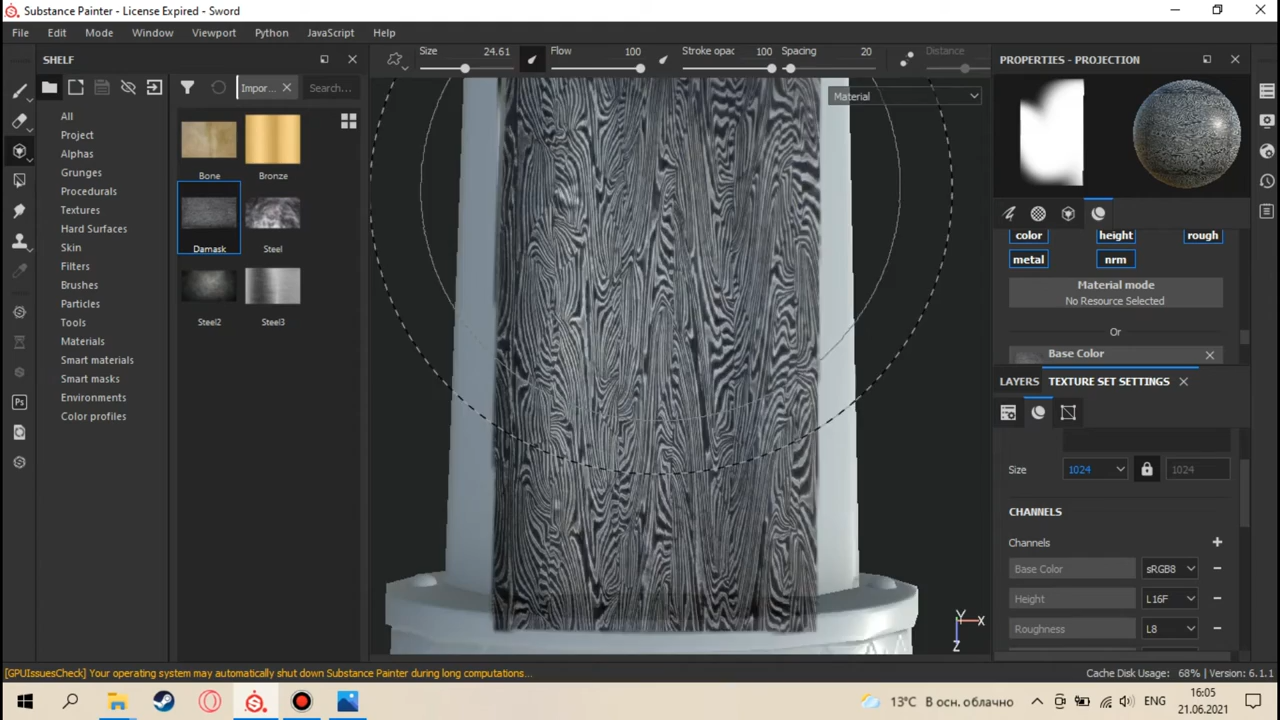 Substance Painter - License Expired - Sword
File Edit Mode Window Viewport Python JavaScript Help
SHELF
Impor...
Search...
All
Project
Alphas
Grunges
Procedurals
Textures
Hard Surfaces
Skin
Filters
Brushes
Particles
Tools
Materials
Smart materials
Smart masks
Environments
Color profiles
Bone
Bronze
Damask
Steel
Steel2
Steel3
Size 24.61
Flow 100
Stroke opac 100
Spacing 20
Distance
Material
Y
X
Z
PROPERTIES - PROJECTION
color height rough
metal nrm
Material mode
No Resource Selected
Or
Base Color
LAYERS TEXTURE SET SETTINGS
Size 1024 1024
CHANNELS
Channels
Base Color sRGB8
Height L16F
Roughness L8
Ps
[GPUIssuesCheck] Your operating system may automatically shut down Substance Painter during long computations...
Cache Disk Usage: 68% | Version: 6.1.1
13°C В осн. облачно
ENG
16:05
21.06.2021